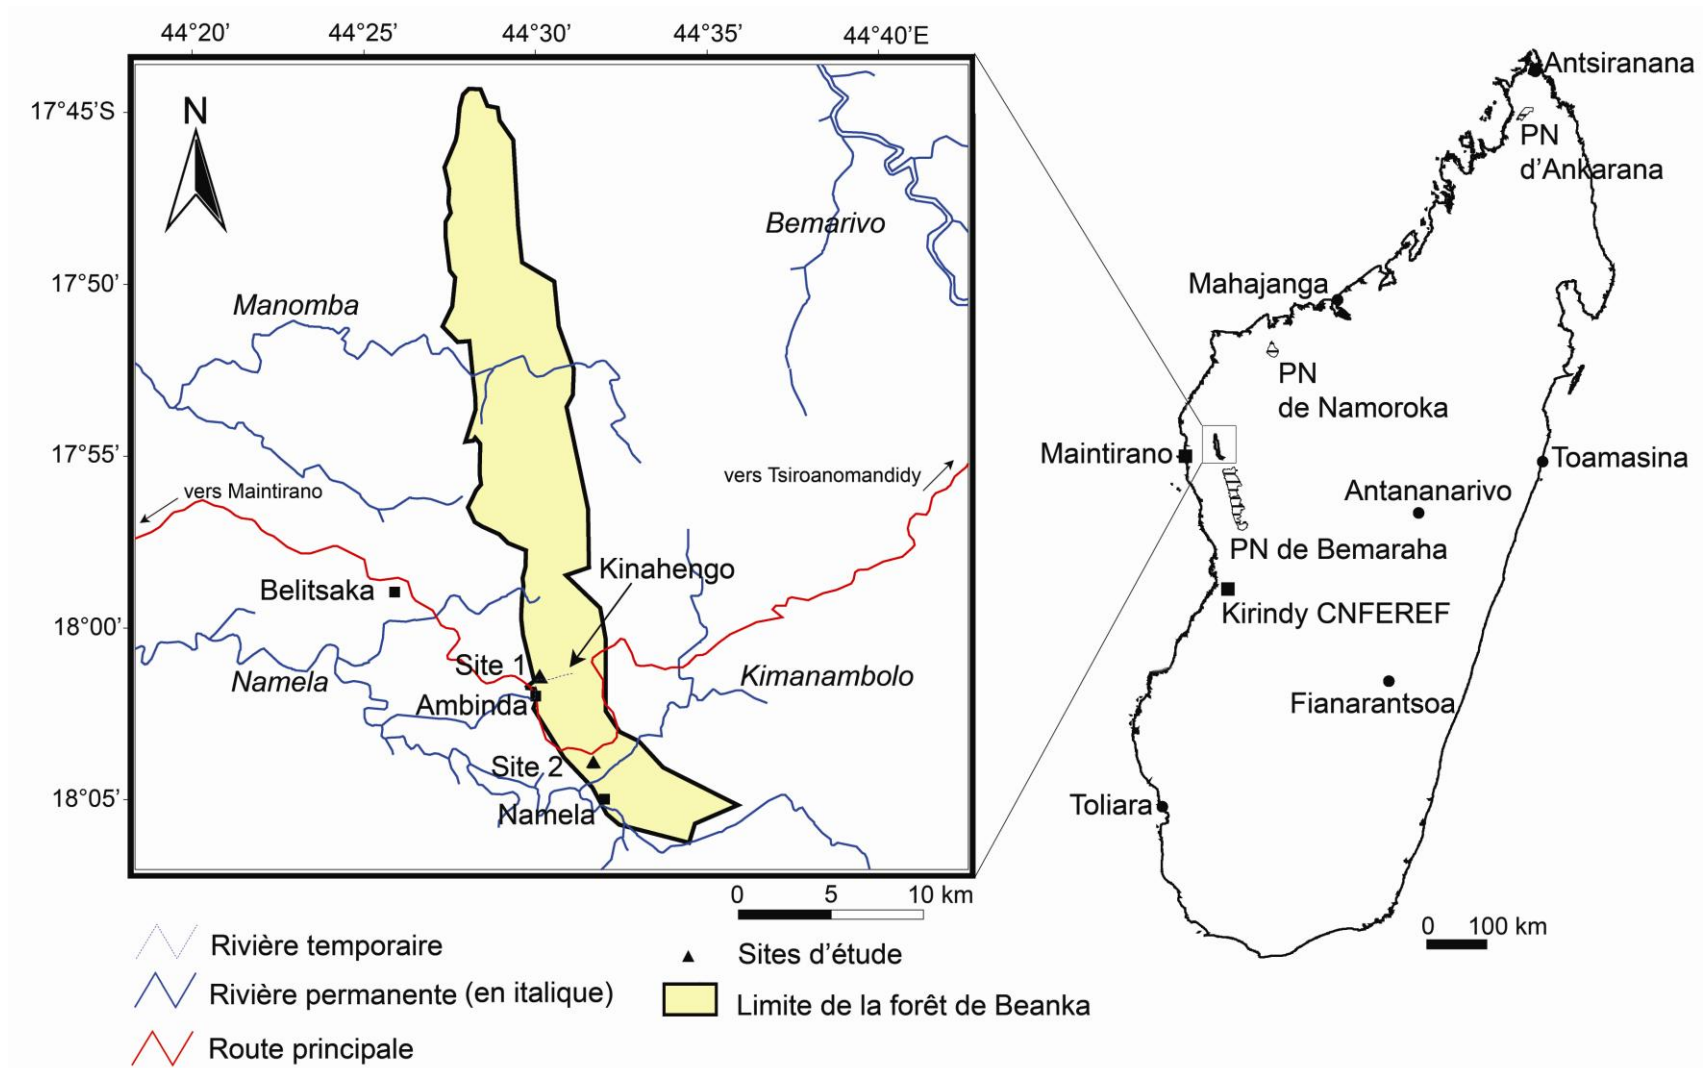 44°20’ 44°25’ 44°30’ 44°35’ 44°40’E
17°45’S
17°50’
17°55’
18°00’
18°05’
N
Bemarivo
Manomba
vers Maintirano
vers Tsiroanomandidy
Kinahengo
Belitsaka
Site 1
Namela
Kimanambolo
Ambinda
Site 2
Namela
0 5 10 km
Rivière temporaire
Rivière permanente (en italique)
Route principale
Sites d’étude
Limite de la forêt de Beanka
Antsiranana
PN
d’Ankarana
Mahajanga
PN
de Namoroka
Maintirano
Toamasina
Antananarivo
PN de Bemaraha
Kirindy CNFEREF
Fianarantsoa
Toliara
0 100 km